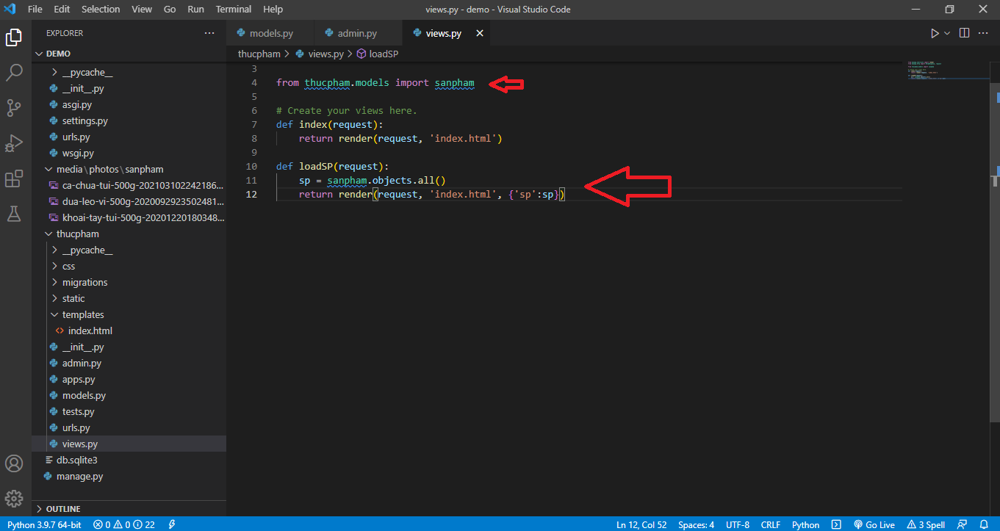 File Edit Selection View Go Run Terminal Help
views.py - demo - Visual Studio Code
EXPLORER
DEMO
__pycache__
__init__.py
asgi.py
settings.py
urls.py
wsgi.py
media\photos\sanpham
ca-chua-tui-500g-202103102242186...
dua-leo-vi-500g-2020092923502481...
khoai-tay-tui-500g-20201220180348...
thucpham
__pycache__
css
migrations
static
templates
index.html
__init__.py
admin.py
apps.py
models.py
tests.py
urls.py
views.py
db.sqlite3
manage.py
OUTLINE
models.py admin.py views.py
thucpham > views.py > loadSP
3
4 from thucpham.models import sanpham
5
6 # Create your views here.
7 def index(request):
8 return render(request, 'index.html')
9
10 def loadSP(request):
11 sp = sanpham.objects.all()
12 return render(request, 'index.html', {'sp':sp})
Python 3.9.7 64-bit 0 0 22 Ln 12, Col 52 Spaces: 4 UTF-8 CRLF Python Go Live 3 Spell